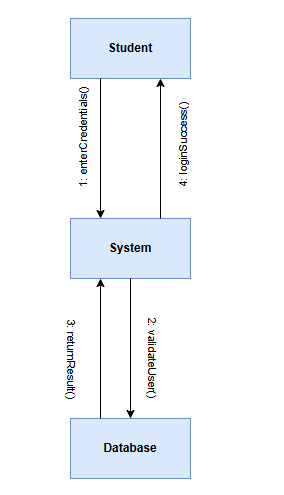 Student
1: enterCredentials()
4: loginSuccess()
System
3: returnResult()
2: validateUser()
Database